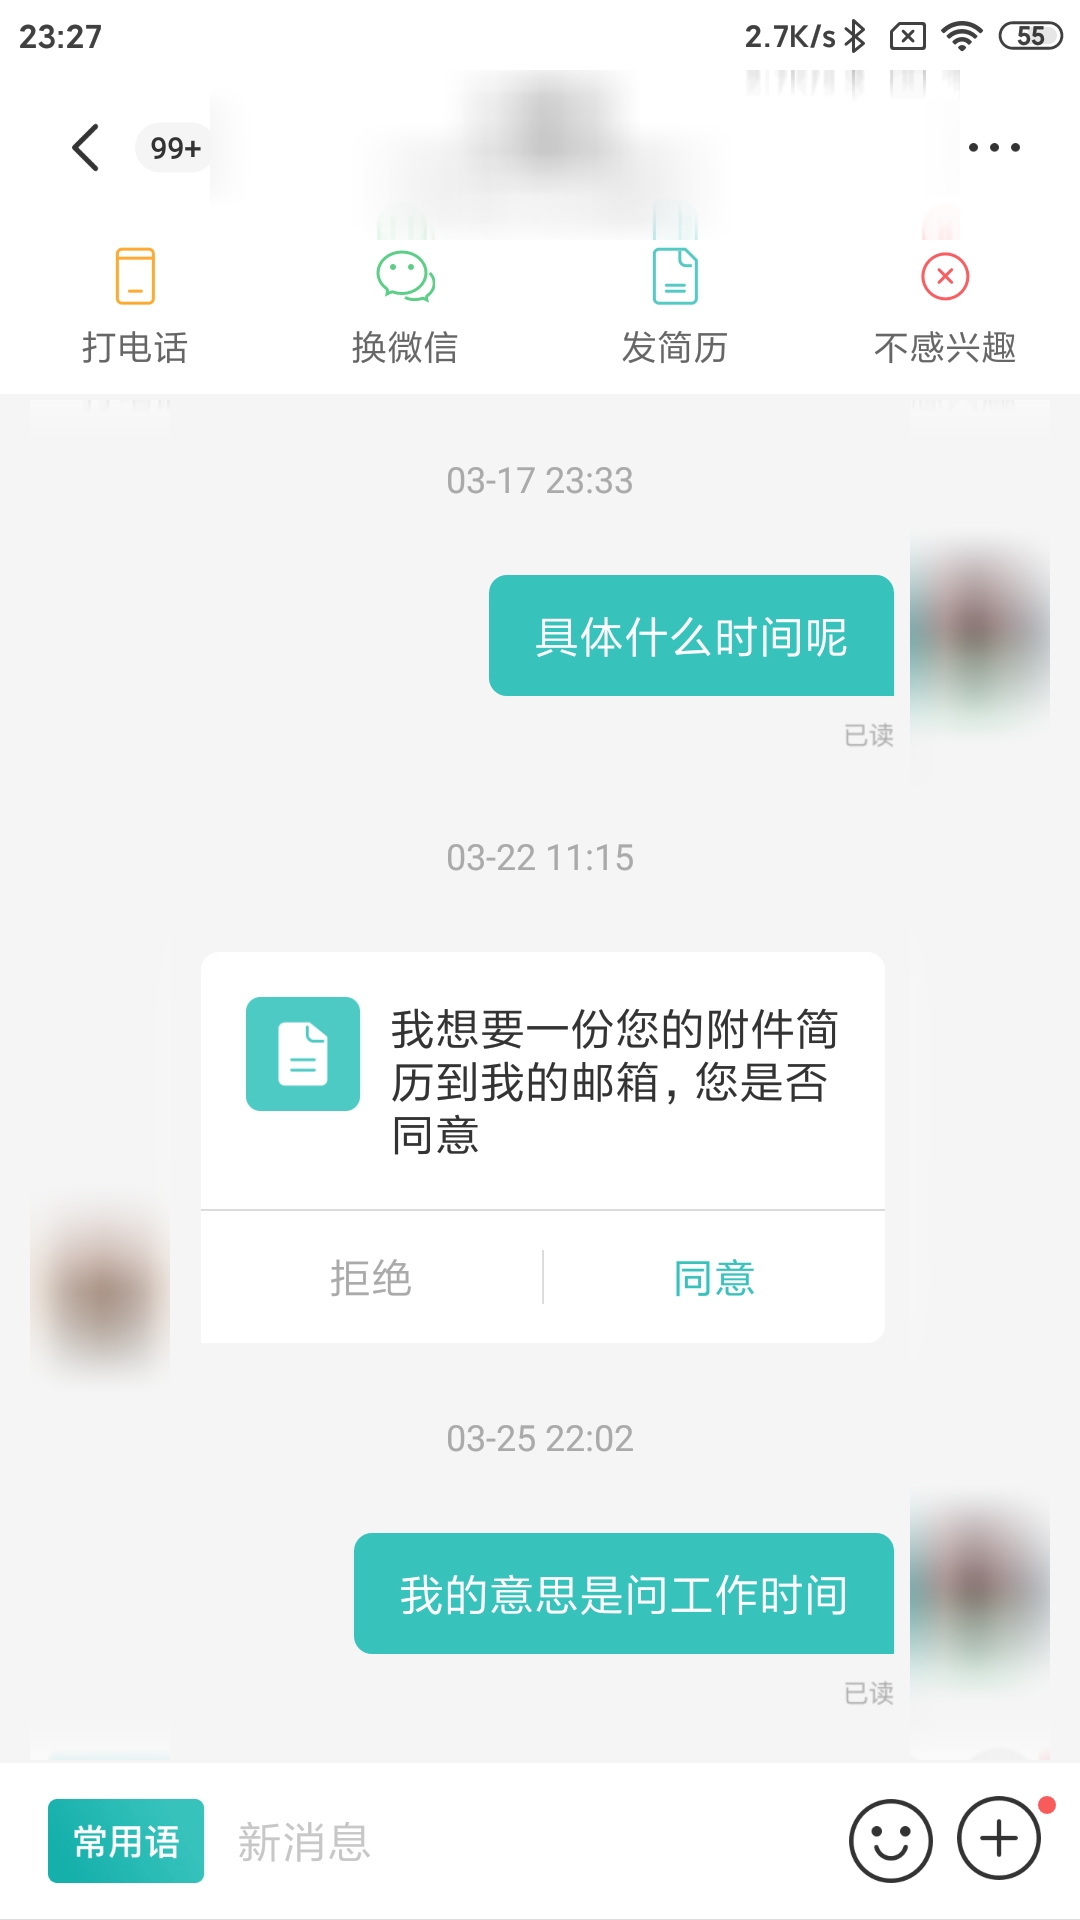 23:27
2.7K/s
55
99+
打电话
换微信
发简历
不感兴趣
03-17 23:33
具体什么时间呢
已读
03-22 11:15
我想要一份您的附件简
历到我的邮箱，您是否
同意
拒绝
同意
03-25 22:02
我的意思是问工作时间
已读
常用语
新消息